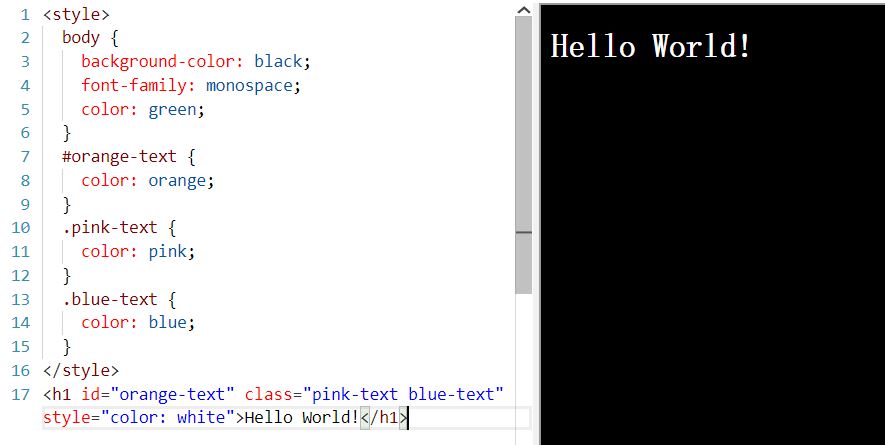 1 <style>
2 body {
3 background-color: black;
4 font-family: monospace;
5 color: green;
6 }
7 #orange-text {
8 color: orange;
9 }
10 .pink-text {
11 color: pink;
12 }
13 .blue-text {
14 color: blue;
15 }
16 </style>
17 <h1 id="orange-text" class="pink-text blue-text"
style="color: white">Hello World!</h1>
Hello World!